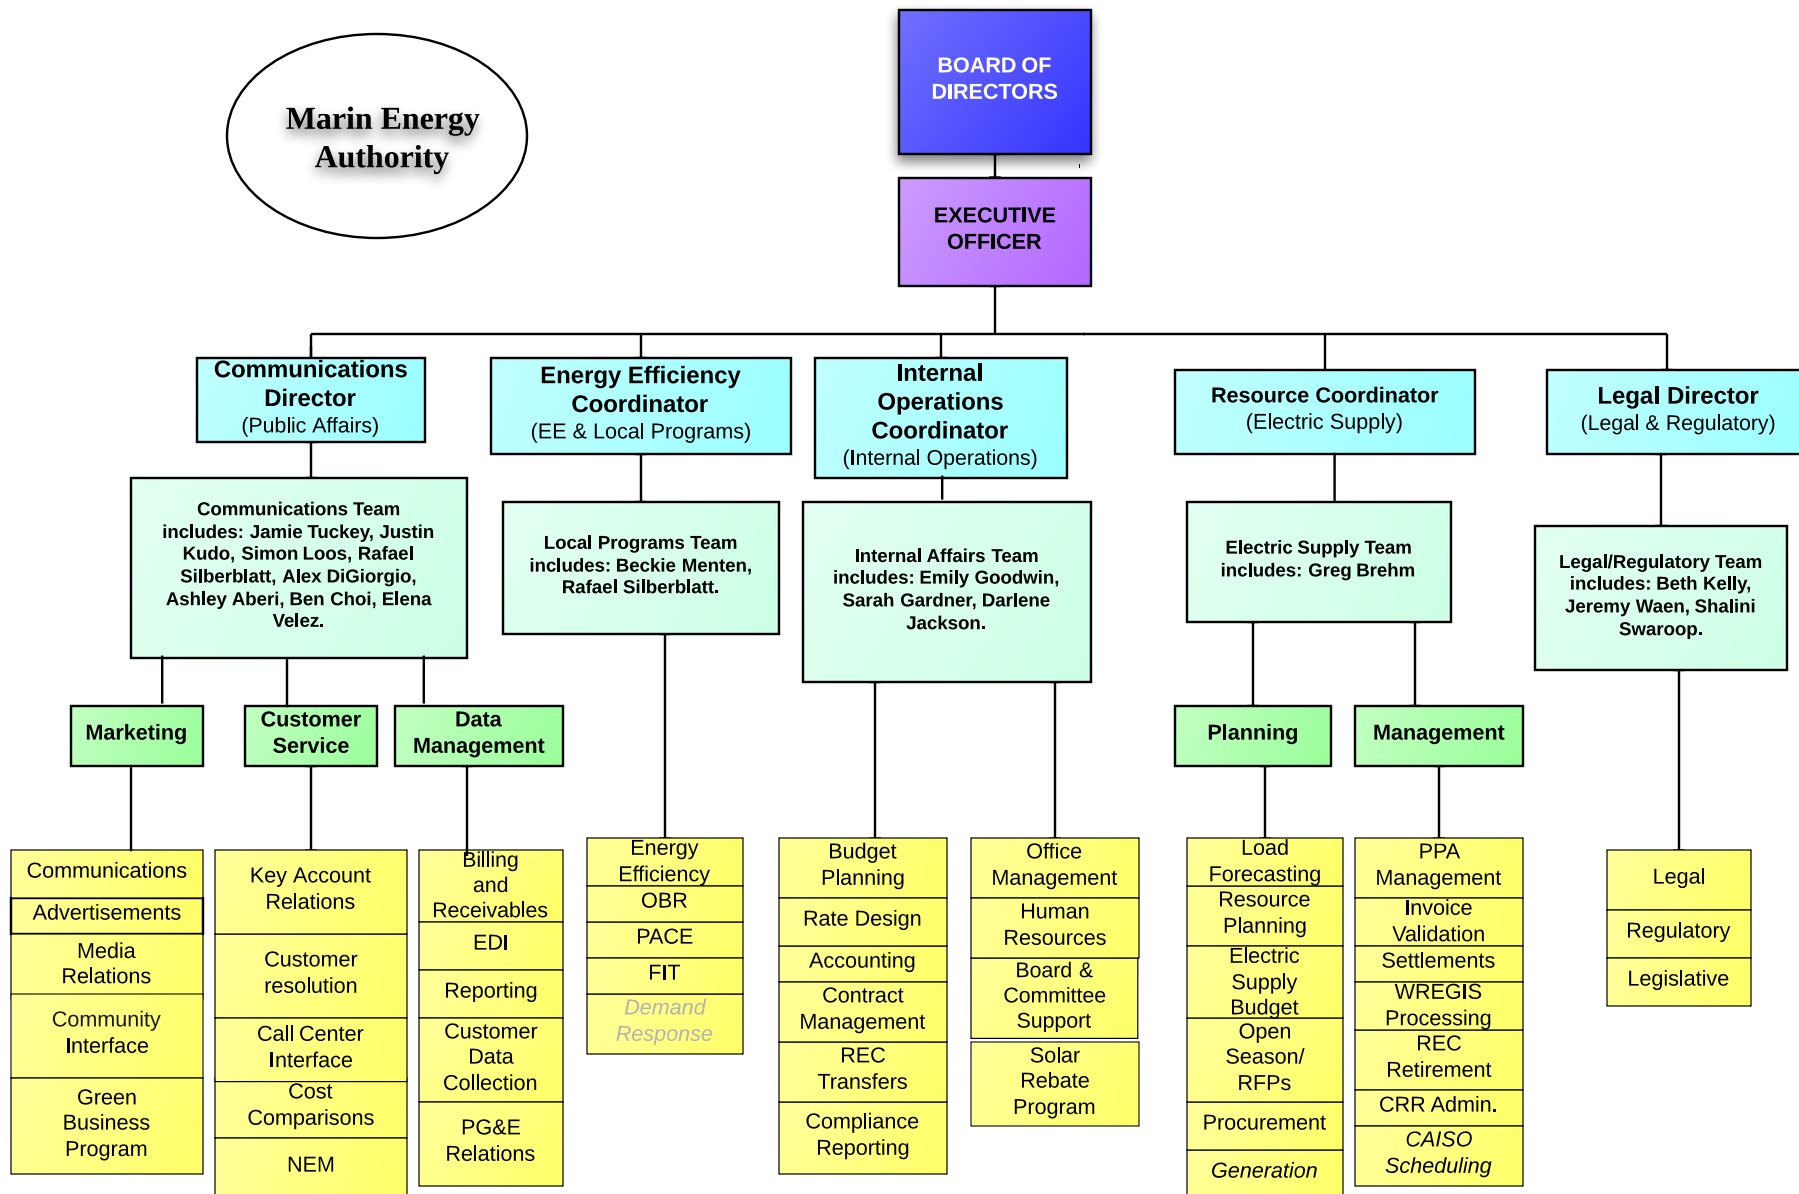 Marin Energy
Authority
BOARD OF
DIRECTORS
EXECUTIVE
OFFICER
Communications
Director
(Public Affairs)
Energy Efficiency
Coordinator
(EE & Local Programs)
Internal
Operations
Coordinator
(Internal Operations)
Resource Coordinator
(Electric Supply)
Legal Director
(Legal & Regulatory)
Communications Team
includes: Jamie Tuckey, Justin
Kudo, Simon Loos, Rafael
Silberblatt, Alex DiGiorgio,
Ashley Aberi, Ben Choi, Elena
Velez.
Local Programs Team
includes: Beckie Menten,
Rafael Silberblatt.
Internal Affairs Team
includes: Emily Goodwin,
Sarah Gardner, Darlene
Jackson.
Electric Supply Team
includes: Greg Brehm
Legal/Regulatory Team
includes: Beth Kelly,
Jeremy Waen, Shalini
Swaroop.
Marketing
Customer
Service
Data
Management
Planning
Management
Communications
Advertisements
Media
Relations
Community
Interface
Green
Business
Program
Key Account
Relations
Customer
resolution
Call Center
Interface
Cost
Comparisons
NEM
Billing
and
Receivables
EDI
Reporting
Customer
Data
Collection
PG&E
Relations
Energy
Efficiency
OBR
PACE
FIT
Demand
Response
Budget
Planning
Rate Design
Accounting
Contract
Management
REC
Transfers
Compliance
Reporting
Office
Management
Human
Resources
Board &
Committee
Support
Solar
Rebate
Program
Load
Forecasting
Resource
Planning
Electric
Supply
Budget
Open
Season/
RFPs
Procurement
Generation
PPA
Management
Invoice
Validation
Settlements
WREGIS
Processing
REC
Retirement
CRR Admin.
CAISO
Scheduling
Legal
Regulatory
Legislative